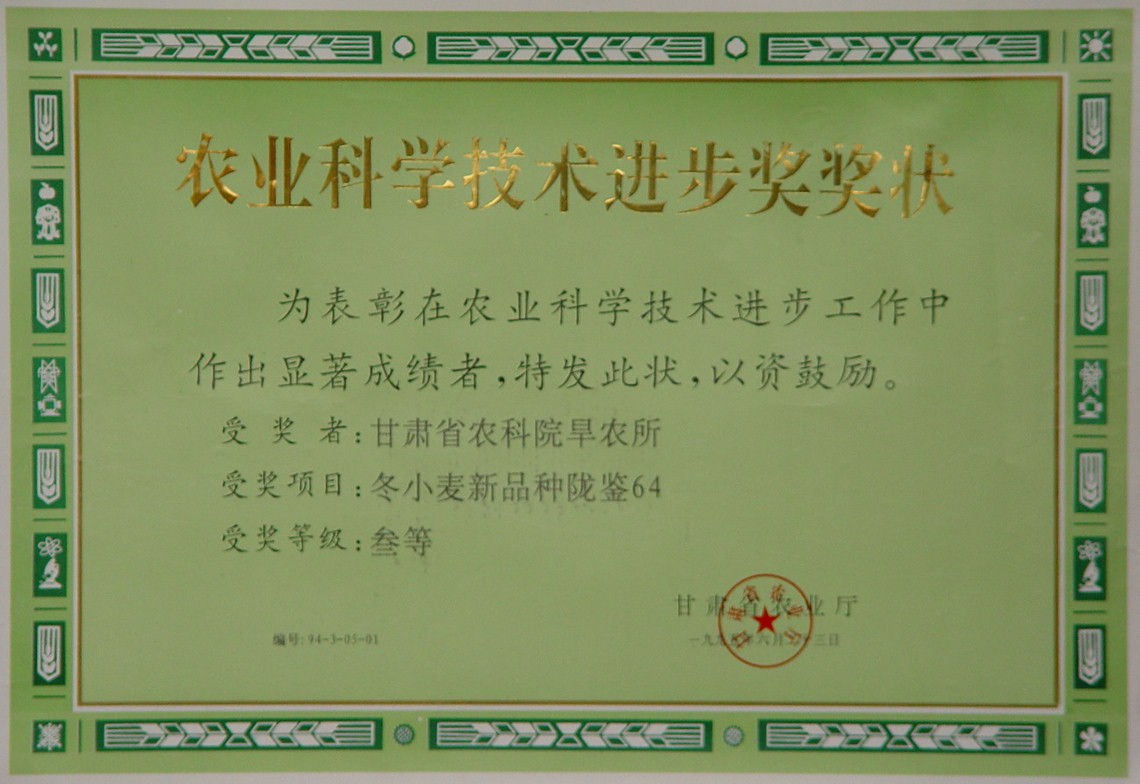 农业科学技术进步奖奖状
为表彰在农业科学技术进步工作中
作出显著成绩者,特发此状,以资鼓励。
受奖者:甘肃省农科院旱农所
受奖项目:冬小麦新品种陇鉴64
受奖等级:叁等
甘肃省农业厅
编号:94-3-05-01